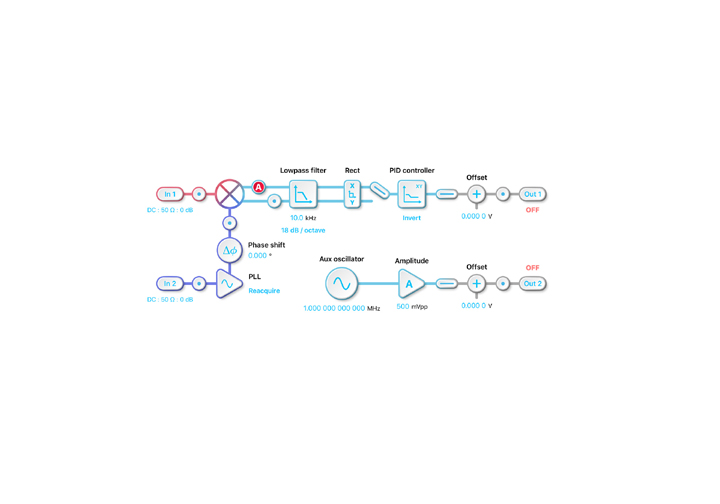 Lowpass filter
Rect
PID controller
Offset
In 1
A
X
Y
XY
Out 1
DC : 50 Ω : 0 dB
10.0 kHz
Invert
0.000 0 V
OFF
18 dB / octave
Δϕ
Phase shift
0.000 °
Aux oscillator
Amplitude
Offset
OFF
In 2
PLL
Reacquire
A
Out 2
DC : 50 Ω : 0 dB
1.000 000 000 000 MHz
500 mVpp
0.000 0 V